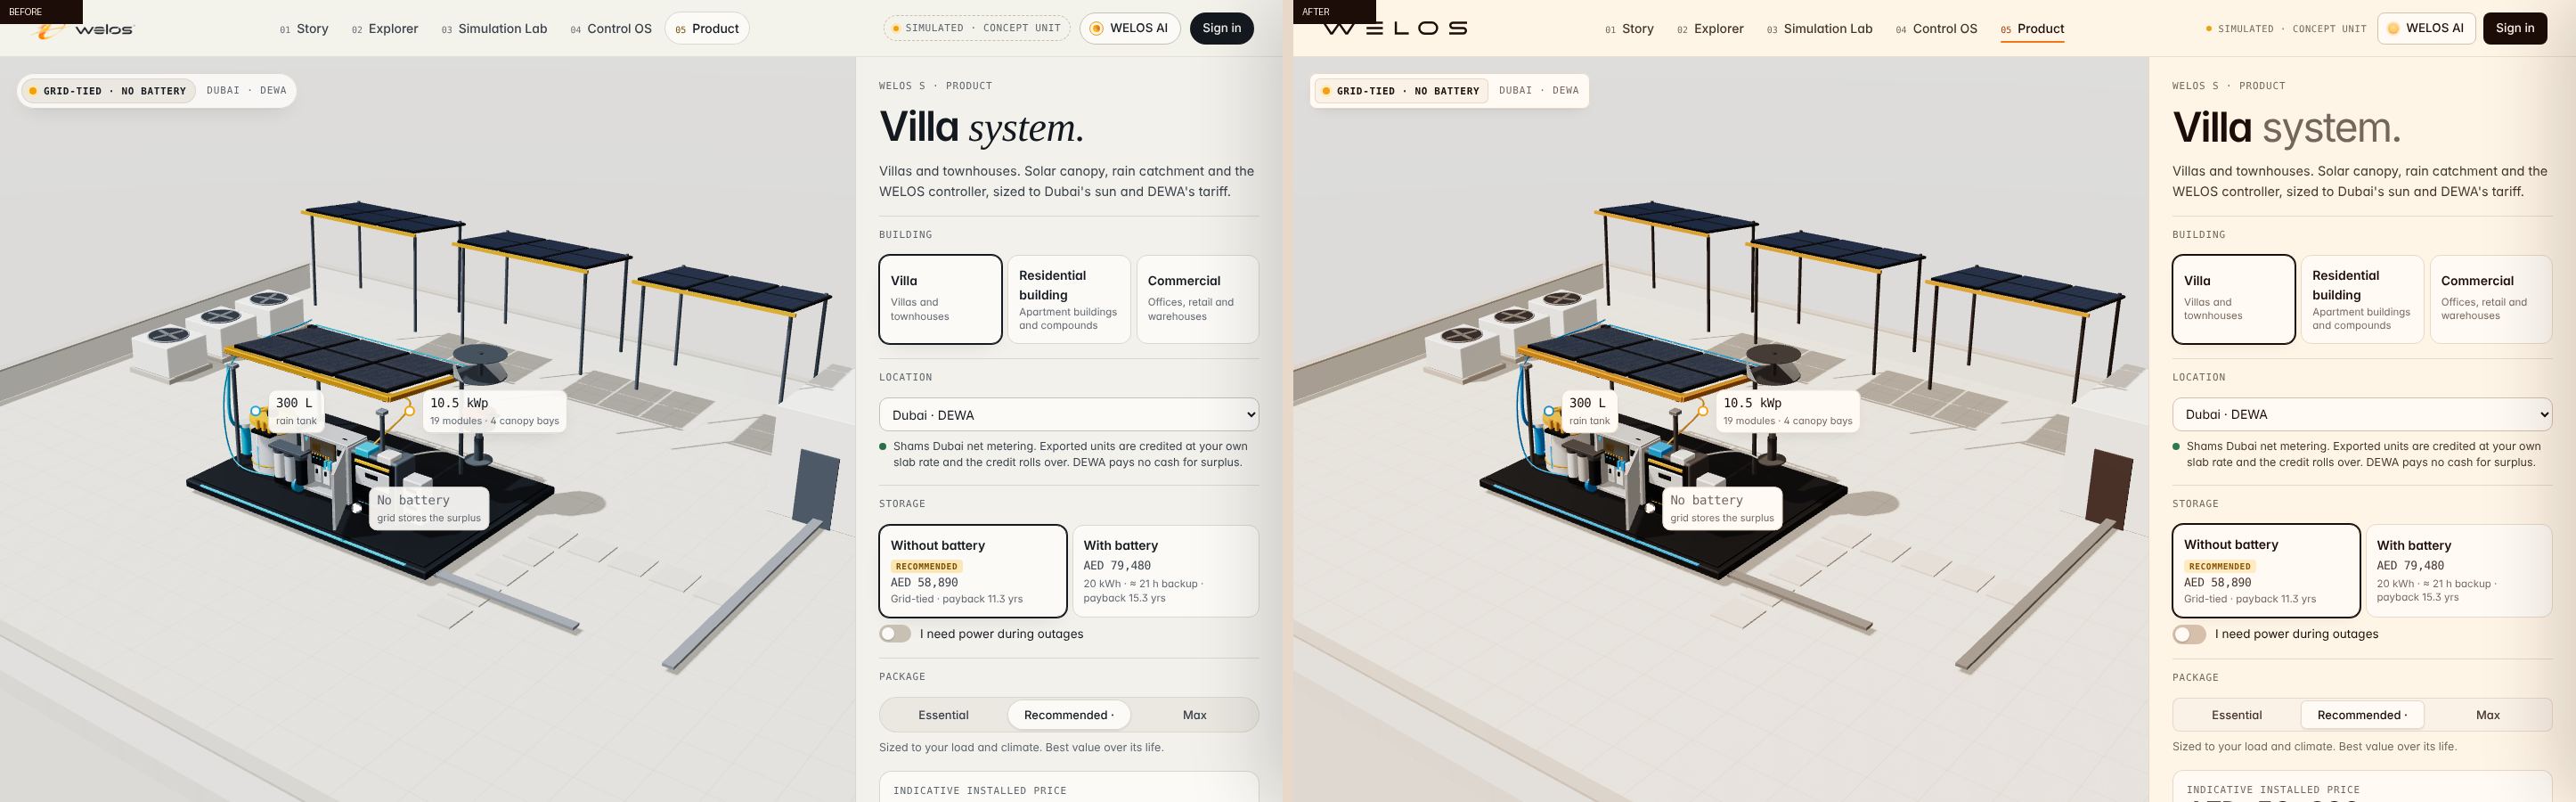 BEFORE
welos
01 Story 02 Explorer 03 Simulation Lab 04 Control OS 05 Product
SIMULATED · CONCEPT UNIT
WELOS AI
Sign in
GRID-TIED · NO BATTERY DUBAI · DEWA
300 L
rain tank
10.5 kWp
19 modules · 4 canopy bays
No battery
grid stores the surplus
WELOS S · PRODUCT
Villa system.
Villas and townhouses. Solar canopy, rain catchment and the
WELOS controller, sized to Dubai's sun and DEWA's tariff.
BUILDING
Villa
Villas and
townhouses
Residential
building
Apartment buildings
and compounds
Commercial
Offices, retail and
warehouses
LOCATION
Dubai · DEWA
Shams Dubai net metering. Exported units are credited at your own
slab rate and the credit rolls over. DEWA pays no cash for surplus.
STORAGE
Without battery
RECOMMENDED
AED 58,890
Grid-tied · payback 11.3 yrs
With battery
AED 79,480
20 kWh · ≈ 21 h backup ·
payback 15.3 yrs
I need power during outages
PACKAGE
Essential Recommended · Max
Sized to your load and climate. Best value over its life.
INDICATIVE INSTALLED PRICE
AFTER
WELOS
01 Story 02 Explorer 03 Simulation Lab 04 Control OS 05 Product
SIMULATED · CONCEPT UNIT
WELOS AI
Sign in
GRID-TIED · NO BATTERY DUBAI · DEWA
300 L
rain tank
10.5 kWp
19 modules · 4 canopy bays
No battery
grid stores the surplus
WELOS S · PRODUCT
Villa system.
Villas and townhouses. Solar canopy, rain catchment and the
WELOS controller, sized to Dubai's sun and DEWA's tariff.
BUILDING
Villa
Villas and
townhouses
Residential
building
Apartment buildings
and compounds
Commercial
Offices, retail and
warehouses
LOCATION
Dubai · DEWA
Shams Dubai net metering. Exported units are credited at your own
slab rate and the credit rolls over. DEWA pays no cash for surplus.
STORAGE
Without battery
RECOMMENDED
AED 58,890
Grid-tied · payback 11.3 yrs
With battery
AED 79,480
20 kWh · ≈ 21 h backup ·
payback 15.3 yrs
I need power during outages
PACKAGE
Essential Recommended · Max
Sized to your load and climate. Best value over its life.
INDICATIVE INSTALLED PRICE